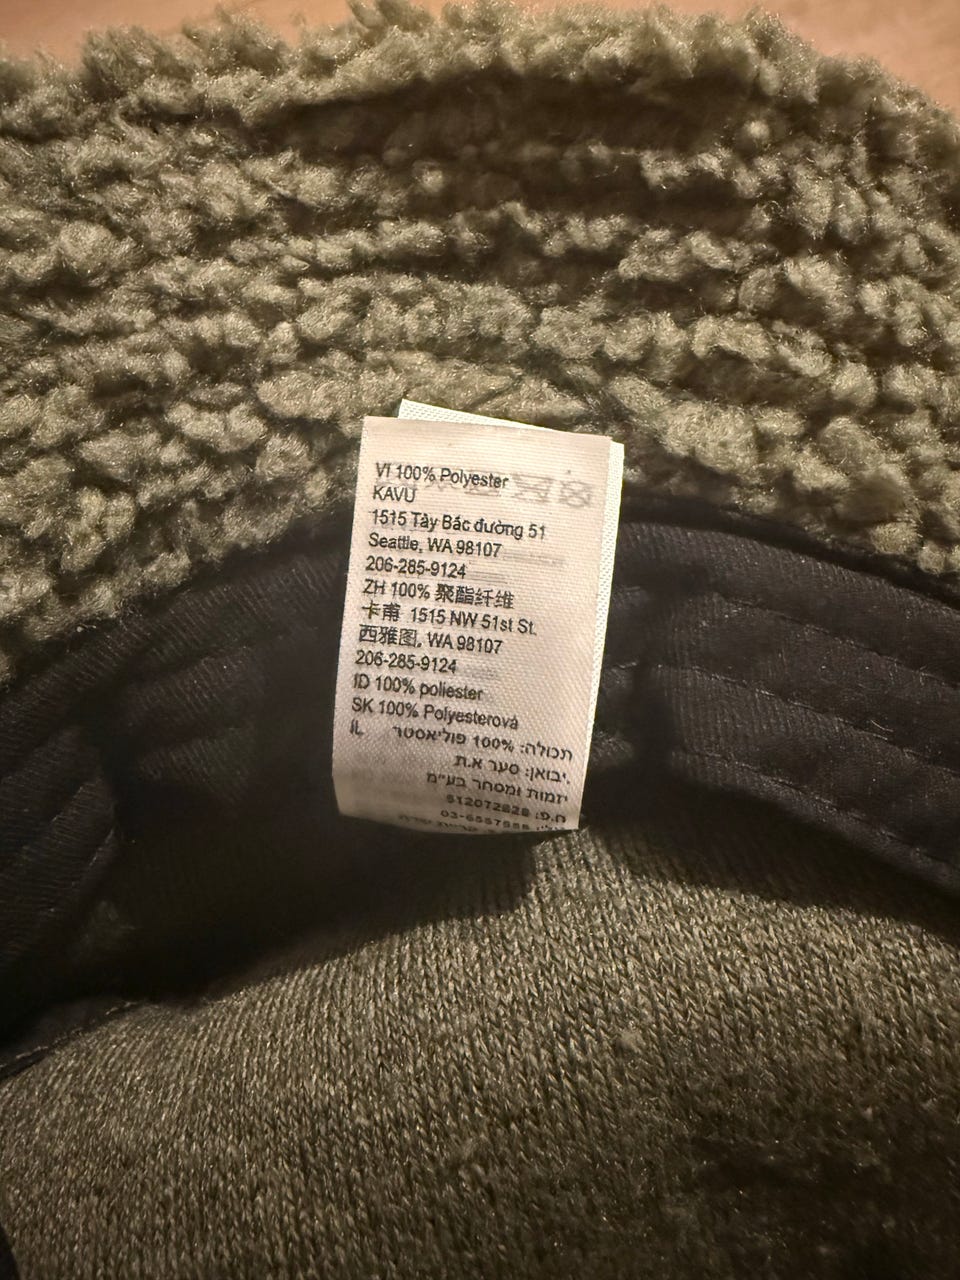 VI 100% Polyester
KAVU
1515 Tây Bắc đường 51
Seattle, WA 98107
206-285-9124
ZH 100% 聚酯纤维
卡甫 1515 NW 51st St.
西雅图, WA 98107
206-285-9124
ID 100% poliester
SK 100% Polyesterová
IL תכולה: 100% פוליאסטר
יבואן: סער א.ת.
יזמות ומסחר בע"מ
ח.פ: 512072828